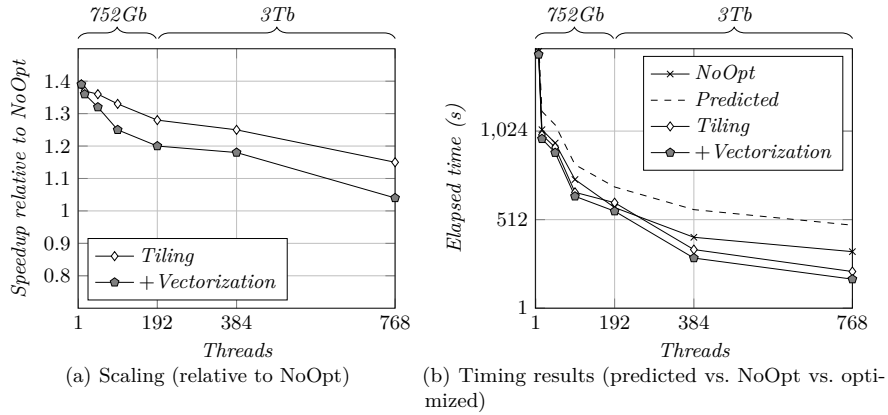 752Gb
3Tb
Speedup relative to NoOpt
1.4
1.3
1.2
1.1
1
0.9
0.8
Tiling
+Vectorization
1
192
384
768
Threads
(a) Scaling (relative to NoOpt)
752Gb
3Tb
Elapsed time (s)
1,024
512
1
NoOpt
Predicted
Tiling
+Vectorization
1
192
384
768
Threads
(b) Timing results (predicted vs. NoOpt vs. opti-
mized)